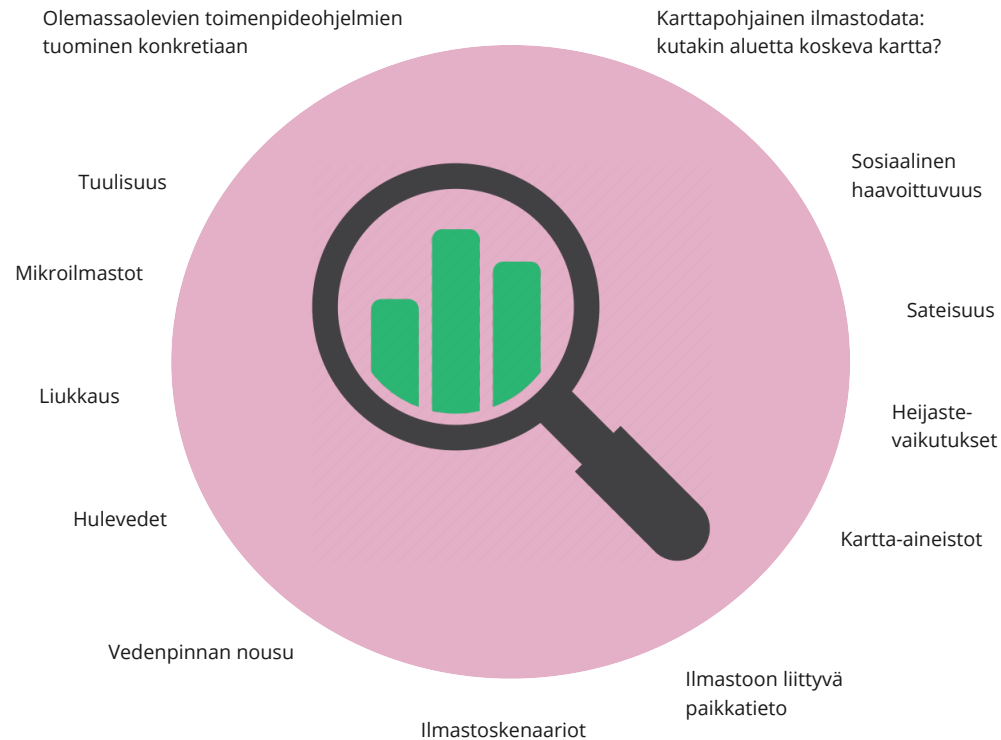 Olemassaolevien toimenpideohjelmien
tuominen konkretiaan
Karttapohjainen ilmastodata:
kutakin aluetta koskeva kartta?
Tuulisuus
Sosiaalinen
haavoittuvuus
Mikroilmastot
Sateisuus
Liukkaus
Heijaste-
vaikutukset
Hulevedet
Kartta-aineistot
Vedenpinnan nousu
Ilmastoon liittyvä
paikkatieto
Ilmastoskenaariot